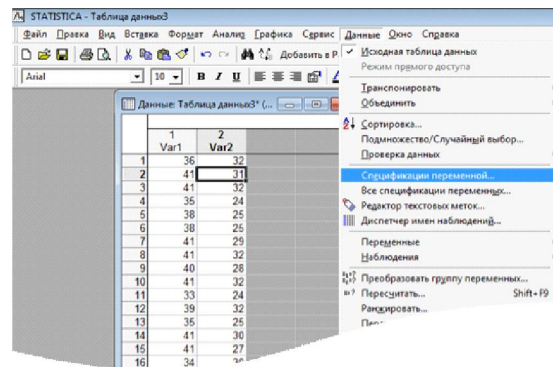 STATISTICA - Таблица данных3
Файл Правка Вид Вставка Формат Анализ Графика Сервис Данные Окно Справка
Добавить в Р
Arial 10 B I U
Данные: Таблица данных3* (...
1 2
Var1 Var2
1 36 32
2 41 31
3 41 32
4 35 24
5 38 25
6 38 25
7 41 29
8 41 32
9 40 28
10 41 32
11 33 24
12 39 32
13 35 25
14 41 30
15 41 27
16 34
Исходная таблица данных
Режим прямого доступа
Транспонировать
Объединить
Сортировка...
Подмножество/Случайный выбор...
Проверка данных
Спецификации переменной...
Все спецификации переменных...
Редактор текстовых меток...
Диспетчер имен наблюдений...
Переменные
Наблюдения
Преобразовать группу переменных...
Пересчитать... Shift+F9
Ранжировать...